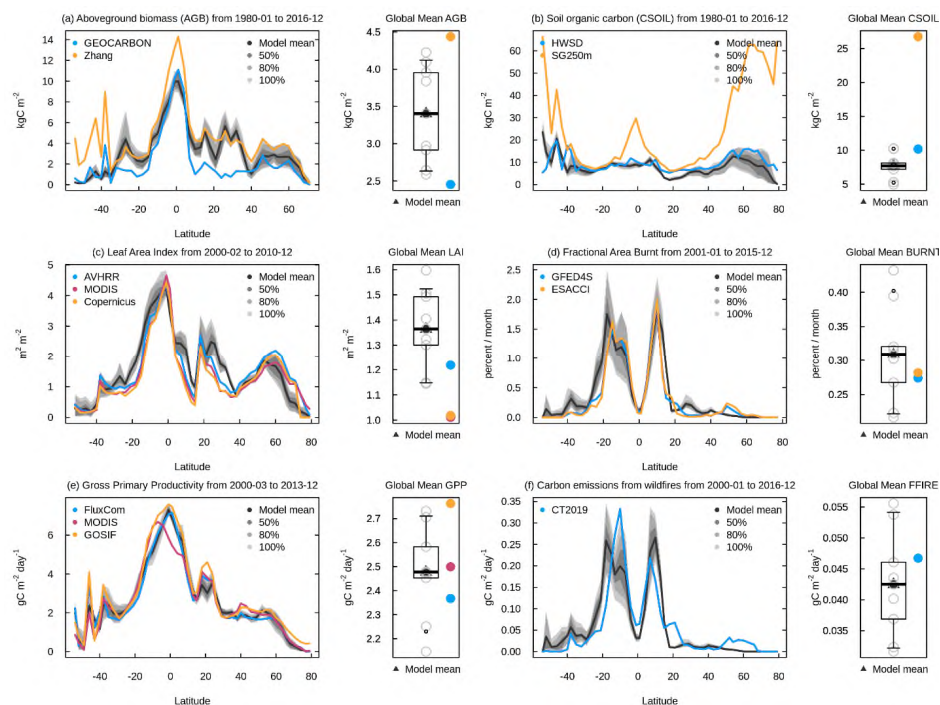 (a) Aboveground biomass (AGB) from 1980-01 to 2016-12
Global Mean AGB
GEOCARBON
Zhang
Model mean
50%
80%
100%
kgC m⁻²
14
12
10
8
6
4
2
0
-40
-20
0
20
40
60
Latitude
kgC m⁻²
4.5
4.0
3.5
3.0
2.5
▲ Model mean
(b) Soil organic carbon (CSOIL) from 1980-01 to 2016-12
Global Mean CSOIL
HWSD
SG250m
Model mean
50%
80%
100%
kgC m⁻²
60
50
40
30
20
10
0
-40
-20
0
20
40
60
80
Latitude
kgC m⁻²
25
20
15
10
5
▲ Model mean
(c) Leaf Area Index from 2000-02 to 2010-12
Global Mean LAI
AVHRR
MODIS
Copernicus
Model mean
50%
80%
100%
m² m⁻²
5
4
3
2
1
0
-40
-20
0
20
40
60
80
Latitude
m² m⁻²
1.6
1.5
1.4
1.3
1.2
1.1
1.0
▲ Model mean
(d) Fractional Area Burnt from 2001-01 to 2015-12
Global Mean BURNT
GFED4S
ESACCI
Model mean
50%
80%
100%
percent / month
2.5
2.0
1.5
1.0
0.5
0.0
-40
-20
0
20
40
60
80
Latitude
percent / month
0.40
0.35
0.30
0.25
▲ Model mean
(e) Gross Primary Productivity from 2000-03 to 2013-12
Global Mean GPP
FluxCom
MODIS
GOSIF
Model mean
50%
80%
100%
gC m⁻² day⁻¹
6
4
2
0
-40
-20
0
20
40
60
80
Latitude
gC m⁻² day⁻¹
2.7
2.6
2.5
2.4
2.3
2.2
▲ Model mean
(f) Carbon emissions from wildfires from 2000-01 to 2016-12
Global Mean FFIRE
CT2019
Model mean
50%
80%
100%
gC m⁻² day⁻¹
0.35
0.30
0.25
0.20
0.15
0.10
0.05
0.00
-40
-20
0
20
40
60
80
Latitude
gC m⁻² day⁻¹
0.055
0.050
0.045
0.040
0.035
▲ Model mean